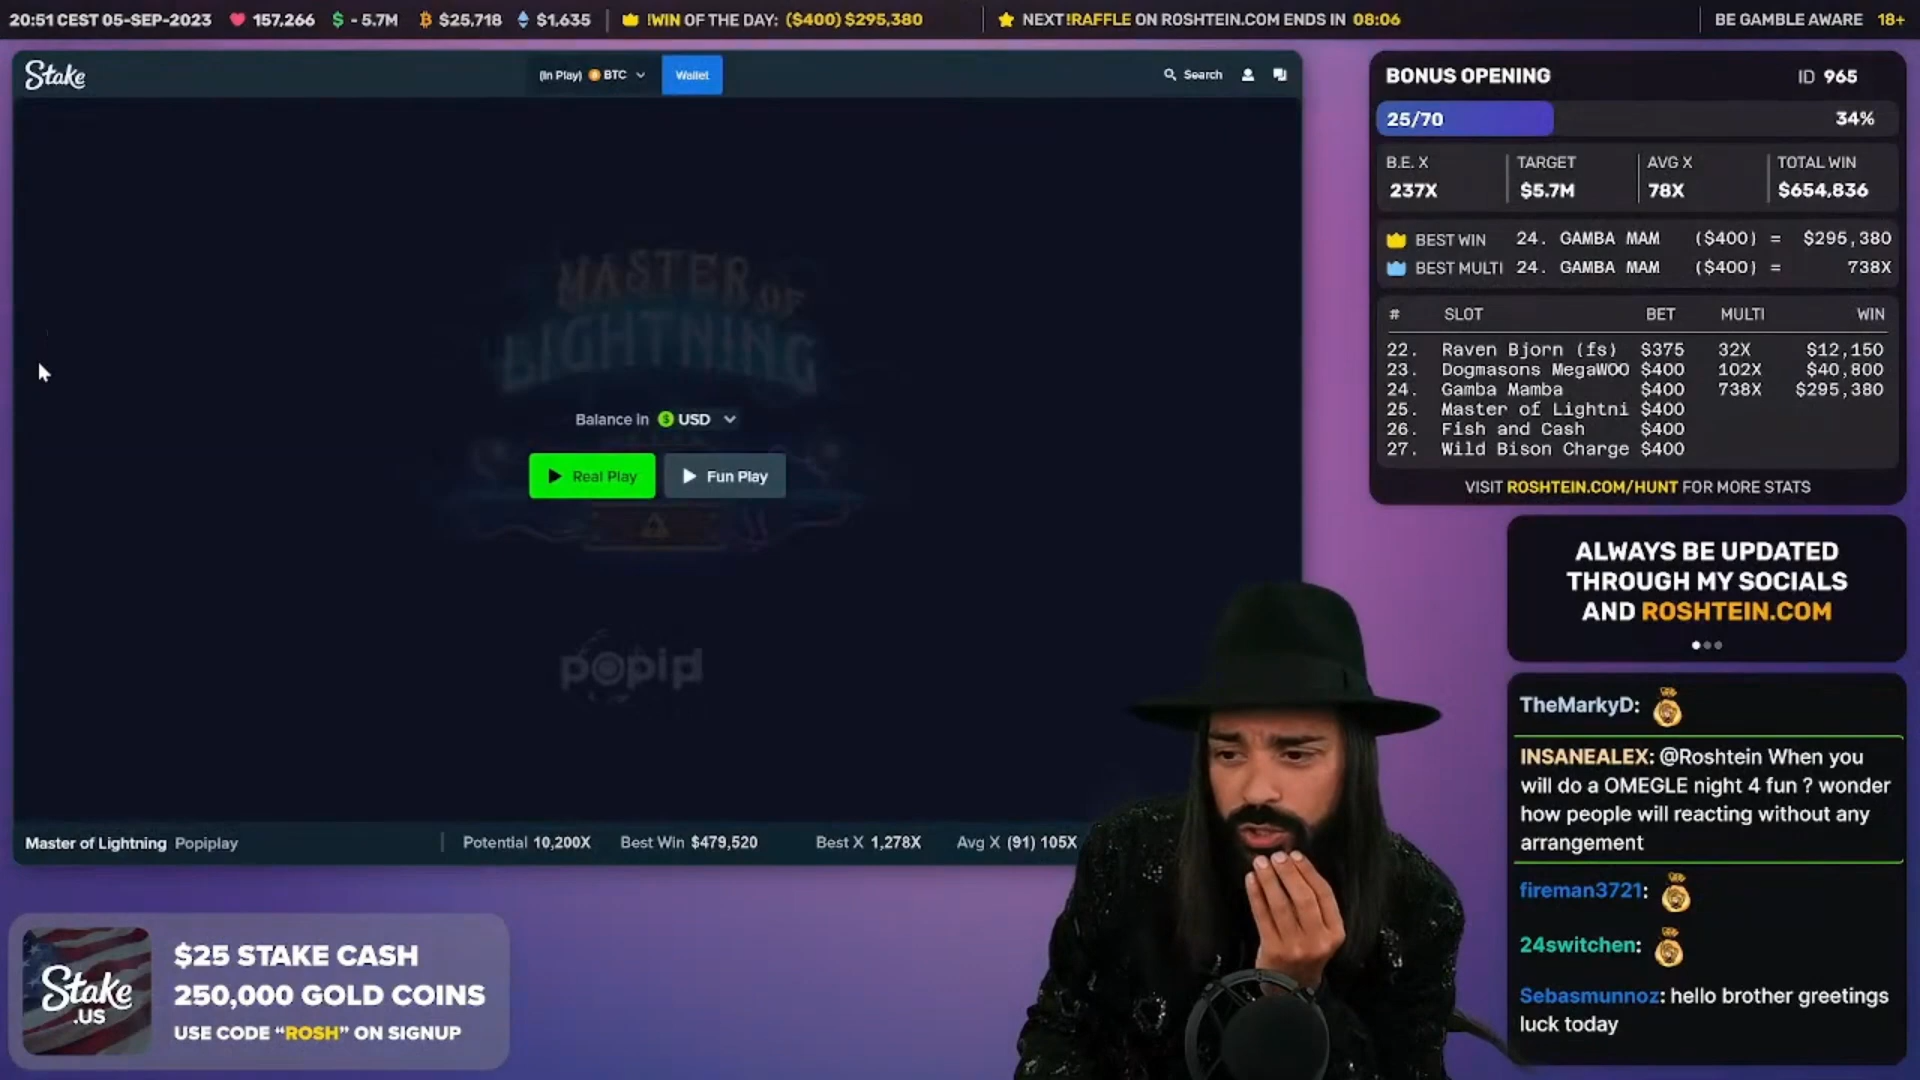 20:51 CEST 05-SEP-2023 157,266 $ - 5.7M $25,718 $1,635 !WIN OF THE DAY: ($400) $295,380 NEXT !RAFFLE ON ROSHTEIN.COM ENDS IN 08:06 BE GAMBLE AWARE 18+
Stake (In Play) BTC Wallet Search
MASTER OF
LIGHTNING
Balance in USD
Real Play Fun Play
popip
Master of Lightning Popiplay Potential 10,200X Best Win $479,520 Best X 1,278X Avg X (91) 105X
Stake
.US
$25 STAKE CASH
250,000 GOLD COINS
USE CODE “ROSH” ON SIGNUP
BONUS OPENING ID 965
25/70 34%
B.E. X TARGET AVG X TOTAL WIN
237X $5.7M 78X $654,836
BEST WIN 24. GAMBA MAM ($400) = $295,380
BEST MULTI 24. GAMBA MAM ($400) = 738X
# SLOT BET MULTI WIN
22. Raven Bjorn (fs) $375 32X $12,150
23. Dogmasons MegaWOO $400 102X $40,800
24. Gamba Mamba $400 738X $295,380
25. Master of Lightni $400
26. Fish and Cash $400
27. Wild Bison Charge $400
VISIT ROSHTEIN.COM/HUNT FOR MORE STATS
ALWAYS BE UPDATED
THROUGH MY SOCIALS
AND ROSHTEIN.COM
TheMarkyD:
INSANEALEX: @Roshtein When you
will do a OMEGLE night 4 fun ? wonder
how people will reacting without any
arrangement
fireman3721:
24switchen:
Sebasmunnoz: hello brother greetings
luck today